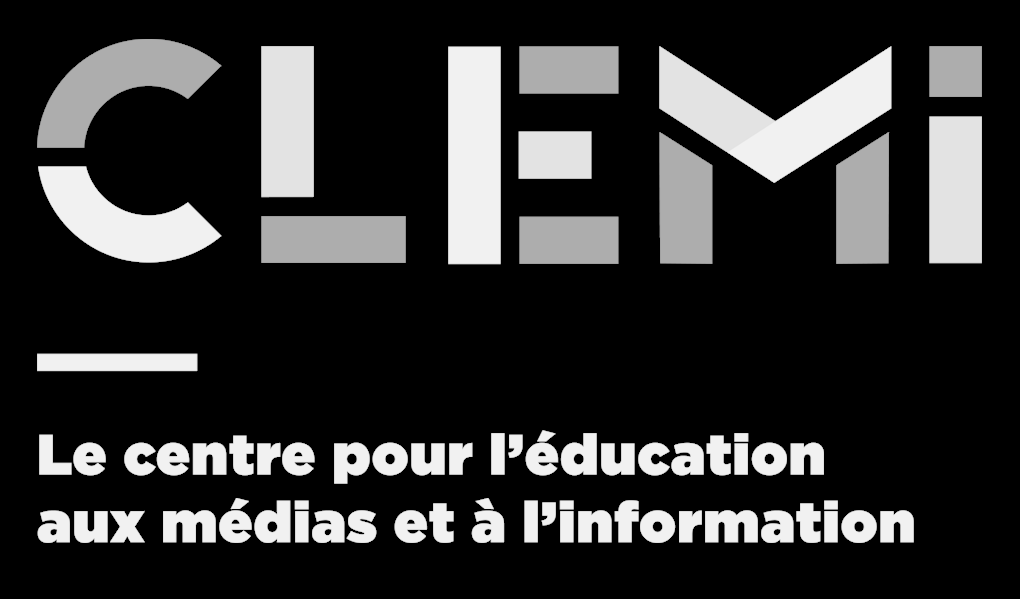 CLEMi
Le centre pour l’éducation
aux médias et à l’information